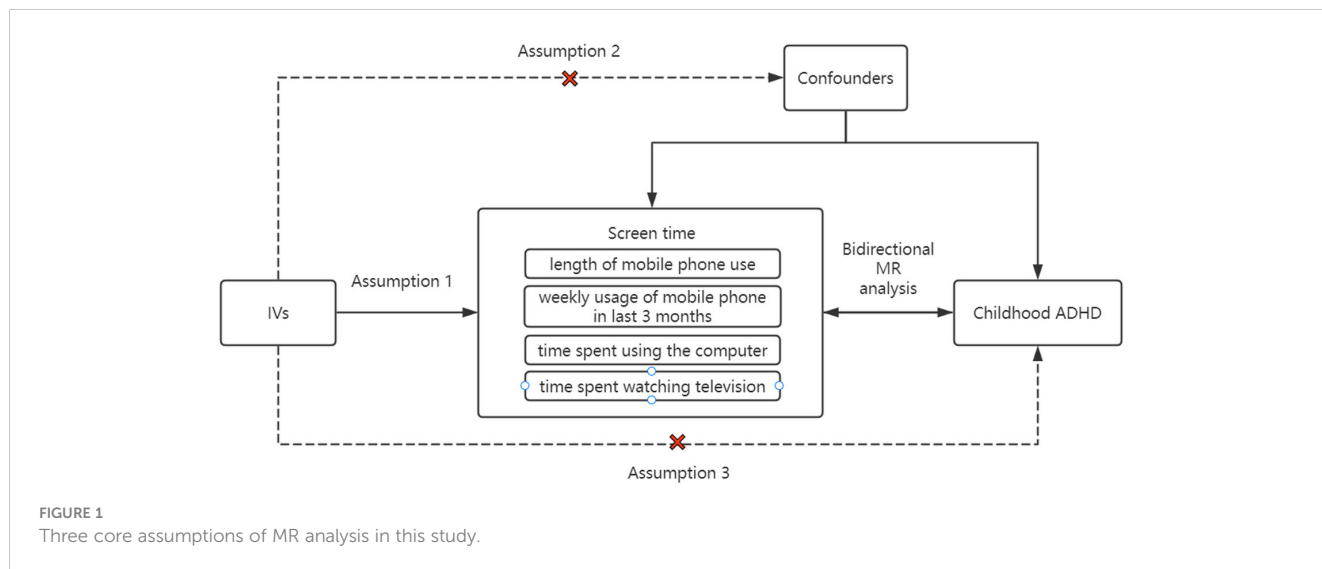 Assumption 2
Confounders
Screen time
length of mobile phone use
weekly usage of mobile phone
in last 3 months
time spent using the computer
time spent watching television
IVs
Assumption 1
Bidirectional
MR
analysis
Childhood ADHD
Assumption 3
FIGURE 1
Three core assumptions of MR analysis in this study.